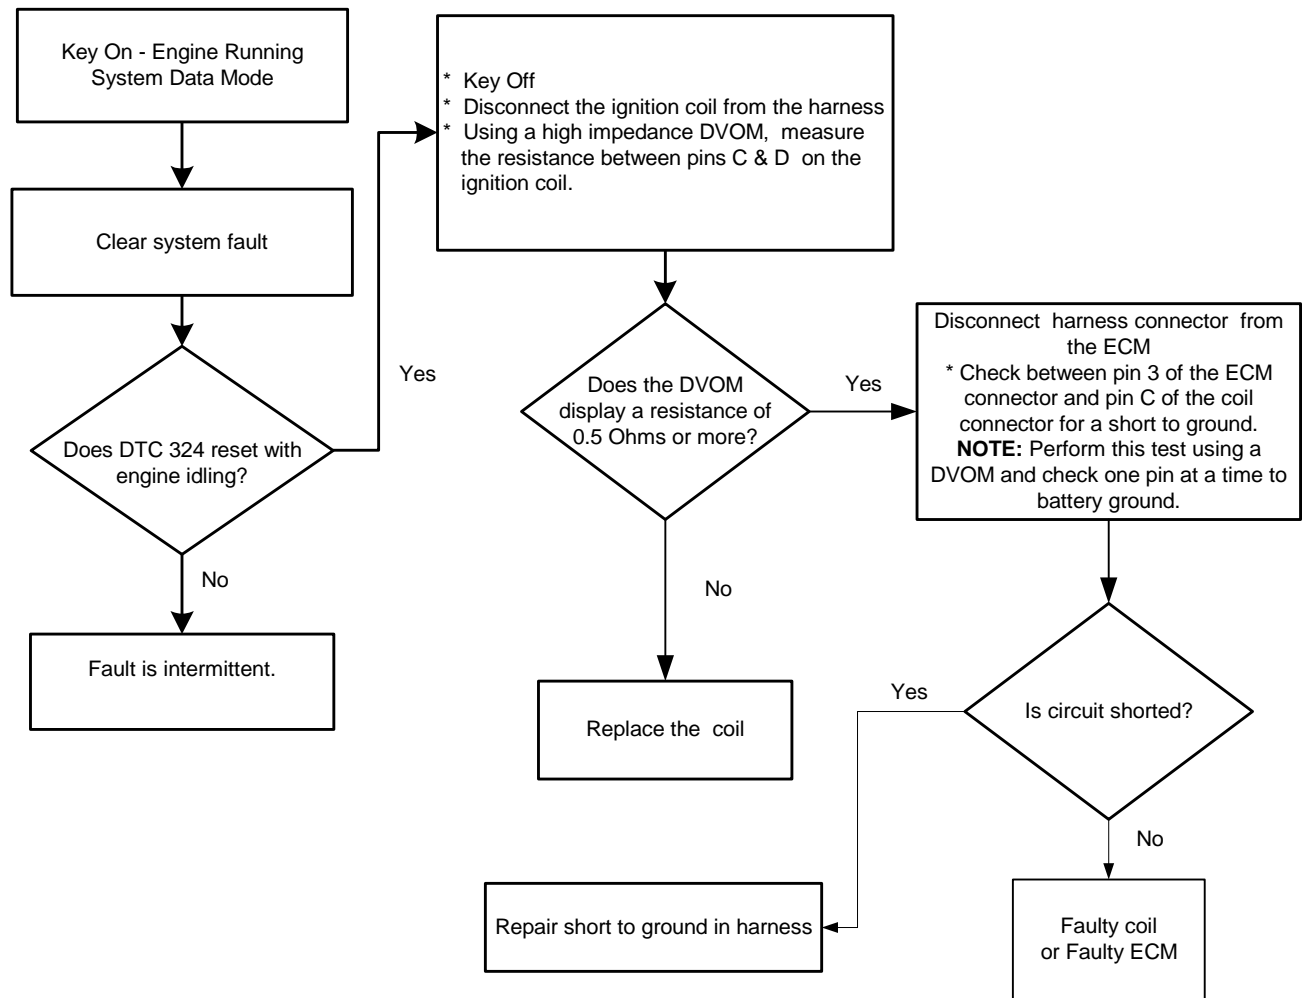 Key On - Engine Running
System Data Mode
Clear system fault
Does DTC 324 reset with
engine idling?
Yes
No
Fault is intermittent.
* Key Off
* Disconnect the ignition coil from the harness
* Using a high impedance DVOM, measure
the resistance between pins C & D on the
ignition coil.
Does the DVOM
display a resistance of
0.5 Ohms or more?
Yes
No
Replace the coil
Disconnect harness connector from
the ECM
* Check between pin 3 of the ECM
connector and pin C of the coil
connector for a short to ground.
NOTE: Perform this test using a
DVOM and check one pin at a time to
battery ground.
Is circuit shorted?
Yes
No
Repair short to ground in harness
Faulty coil
or Faulty ECM